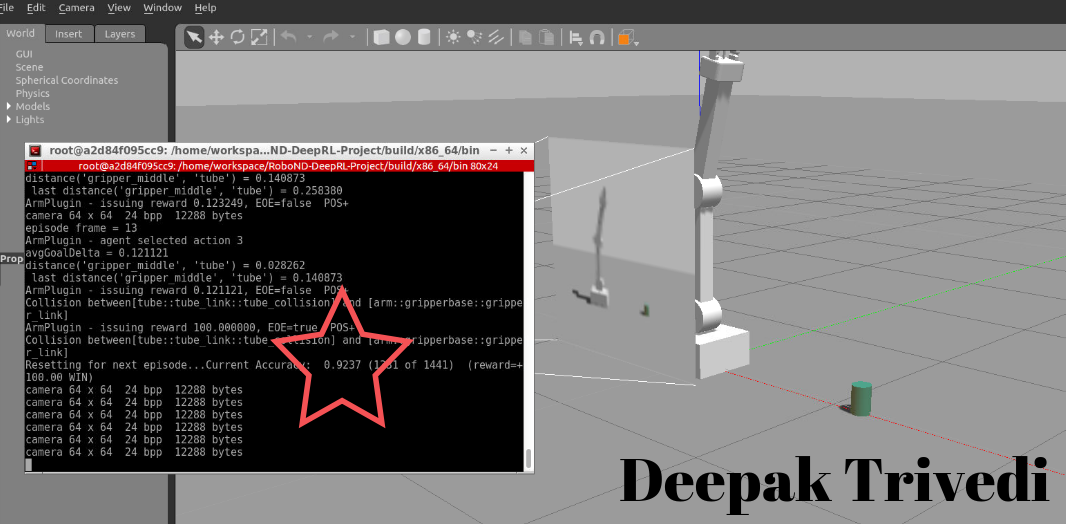 File Edit Camera View Window Help
World Insert Layers
GUI
Scene
Spherical Coordinates
Physics
Models
Lights
Prop
root@a2d84f095cc9: /home/workspa...ND-DeepRL-Project/build/x86_64/bin
root@a2d84f095cc9: /home/workspace/RoboND-DeepRL-Project/build/x86_64/bin 80x24
distance('gripper_middle', 'tube') = 0.140873
last distance('gripper_middle', 'tube') = 0.258380
ArmPlugin - issuing reward 0.123249, EOE=false POS+
camera 64 x 64 24 bpp 12288 bytes
episode frame = 13
ArmPlugin - agent selected action 3
avgGoalDelta = 0.121121
distance('gripper_middle', 'tube') = 0.028262
last distance('gripper_middle', 'tube') = 0.140873
ArmPlugin - issuing reward 0.121121, EOE=false POS+
Collision between[tube::tube_link::tube_collision] and [arm::gripperbase::grippe
r_link]
ArmPlugin - issuing reward 100.000000, EOE=true POS+
Collision between[tube::tube_link::tube_collision] and [arm::gripperbase::grippe
r_link]
Resetting for next episode...Current Accuracy: 0.9237 (1331 of 1441) (reward=+
100.00 WIN)
camera 64 x 64 24 bpp 12288 bytes
camera 64 x 64 24 bpp 12288 bytes
camera 64 x 64 24 bpp 12288 bytes
camera 64 x 64 24 bpp 12288 bytes
camera 64 x 64 24 bpp 12288 bytes
camera 64 x 64 24 bpp 12288 bytes
Deepak Trivedi